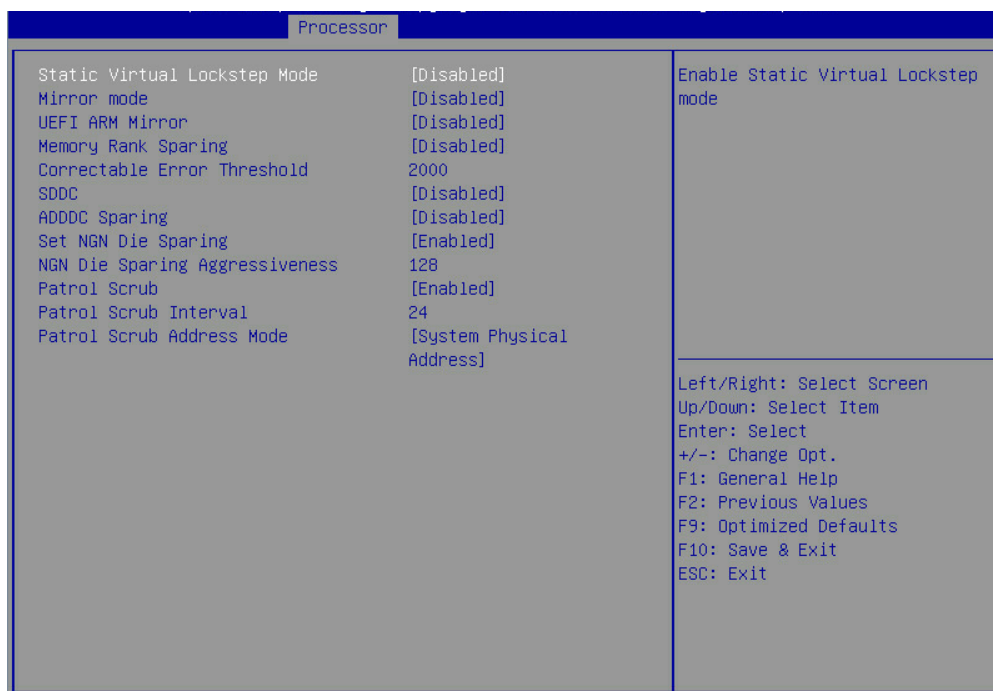 Processor
Static Virtual Lockstep Mode [Disabled]
Mirror mode [Disabled]
UEFI ARM Mirror [Disabled]
Memory Rank Sparing [Disabled]
Correctable Error Threshold 2000
SDDC [Disabled]
ADDDC Sparing [Disabled]
Set NGN Die Sparing [Enabled]
NGN Die Sparing Aggressiveness 128
Patrol Scrub [Enabled]
Patrol Scrub Interval 24
Patrol Scrub Address Mode [System Physical
Address]
Enable Static Virtual Lockstep
mode
Left/Right: Select Screen
Up/Down: Select Item
Enter: Select
+/-: Change Opt.
F1: General Help
F2: Previous Values
F9: Optimized Defaults
F10: Save & Exit
ESC: Exit